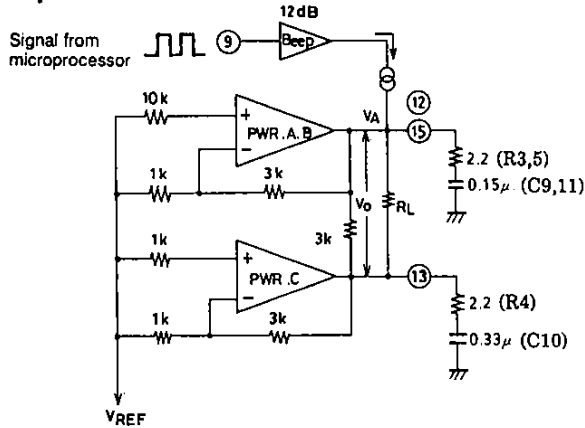 12dB
Signal from
microprocessor
9
Beep
10k
VA
12
15
+
PWR.A.B
−
2.2 (R3,5)
0.15μ (C9,11)
1k
3k
Vo
RL
3k
1k
+
PWR.C
−
13
2.2 (R4)
1k
3k
0.33μ (C10)
VREF